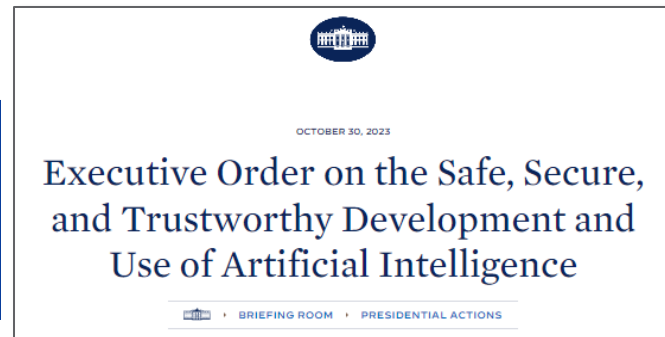 OCTOBER 30, 2023
Executive Order on the Safe, Secure,
and Trustworthy Development and
Use of Artificial Intelligence
BRIEFING ROOM PRESIDENTIAL ACTIONS